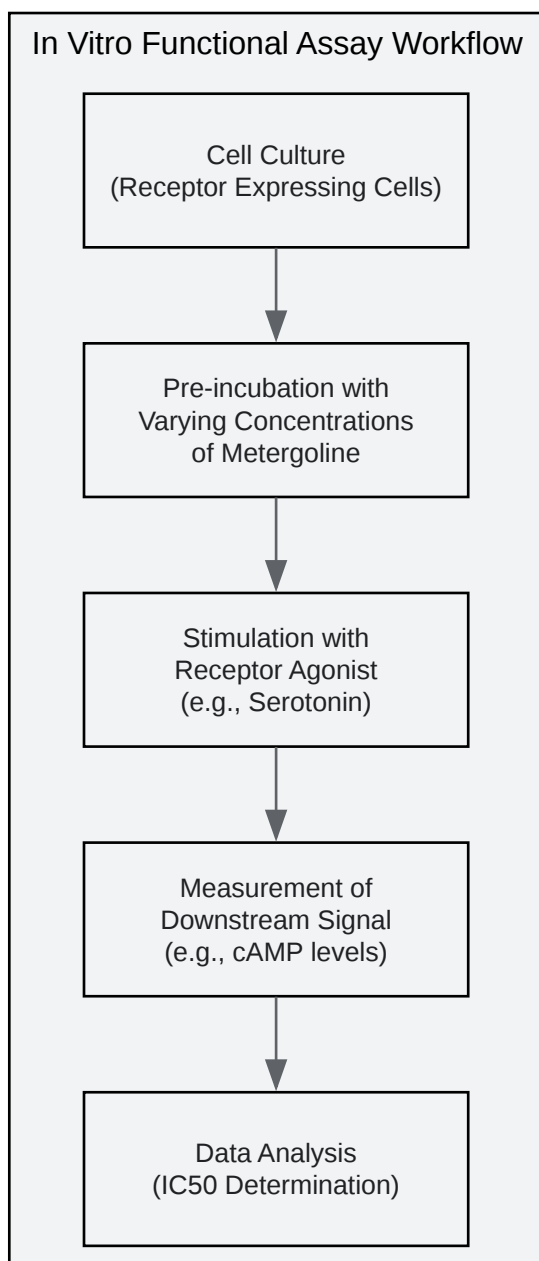 In Vitro Functional Assay Workflow
Cell Culture
(Receptor Expressing Cells)
Pre-incubation with
Varying Concentrations
of Metergoline
Stimulation with
Receptor Agonist
(e.g., Serotonin)
Measurement of
Downstream Signal
(e.g., cAMP levels)
Data Analysis
(IC50 Determination)